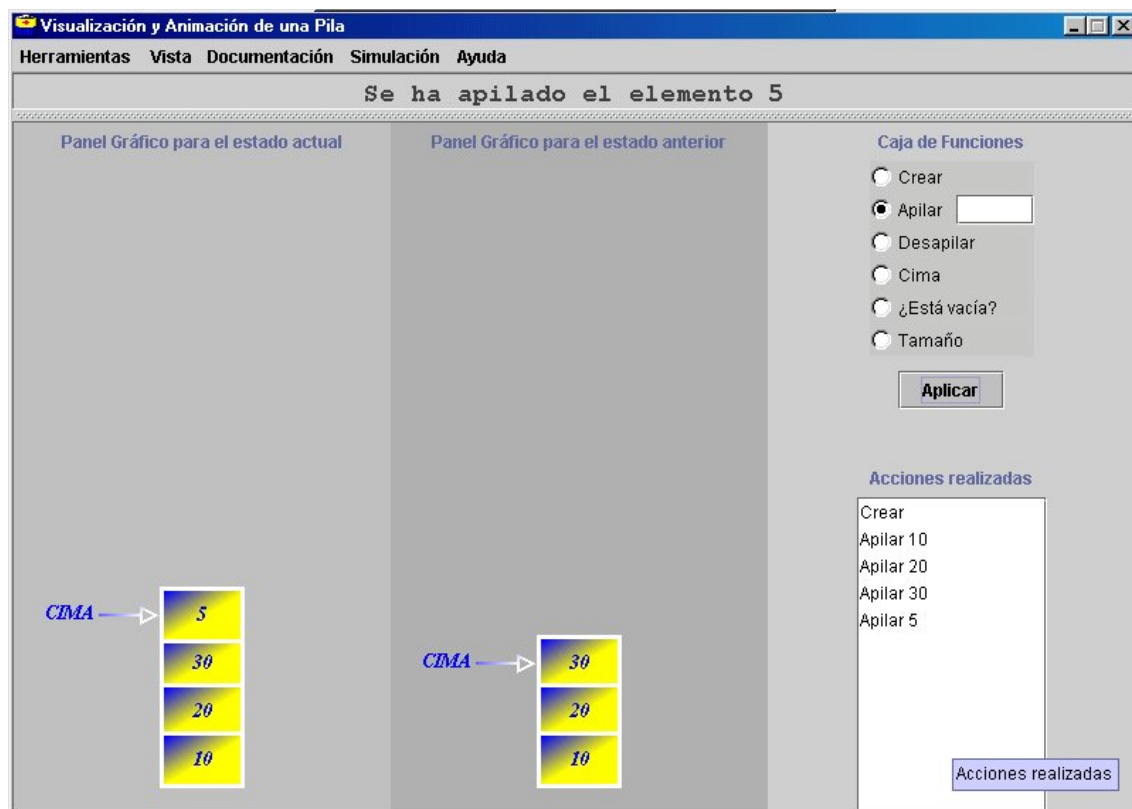 Visualización y Animación de una Pila
Herramientas Vista Documentación Simulación Ayuda
Se ha apilado el elemento 5
Panel Gráfico para el estado actual
CIMA
5
30
20
10
Panel Gráfico para el estado anterior
CIMA
30
20
10
Caja de Funciones
Crear
Apilar
Desapilar
Cima
¿Está vacía?
Tamaño
Aplicar
Acciones realizadas
Crear
Apilar 10
Apilar 20
Apilar 30
Apilar 5
Acciones realizadas